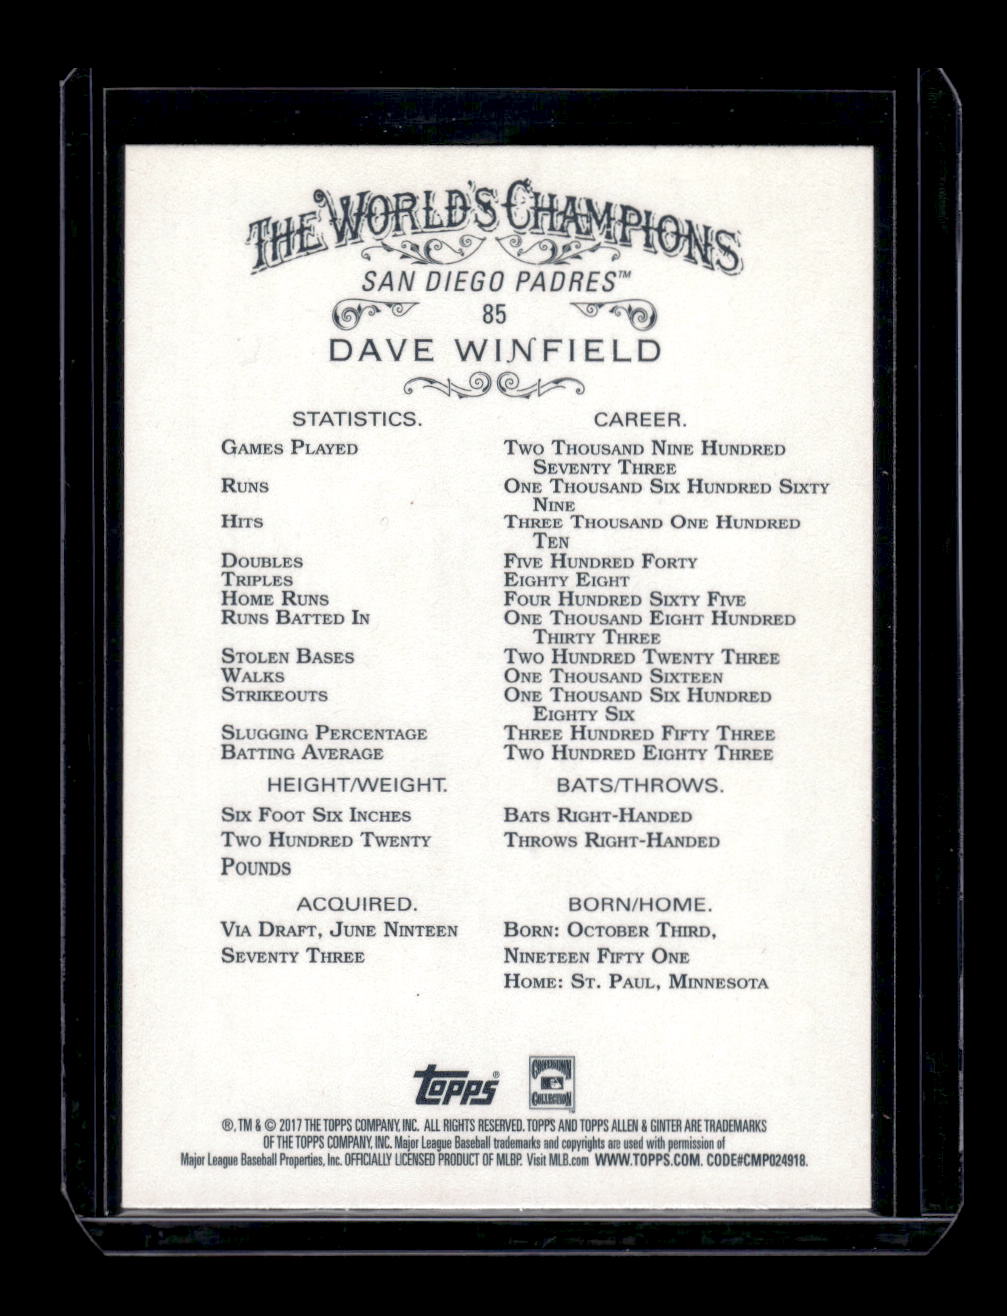 THE WORLD'S CHAMPIONS
SAN DIEGO PADRES™
85
DAVE WINFIELD
STATISTICS. CAREER.
GAMES PLAYED TWO THOUSAND NINE HUNDRED
SEVENTY THREE
RUNS ONE THOUSAND SIX HUNDRED SIXTY
NINE
HITS THREE THOUSAND ONE HUNDRED
TEN
DOUBLES FIVE HUNDRED FORTY
TRIPLES EIGHTY EIGHT
HOME RUNS FOUR HUNDRED SIXTY FIVE
RUNS BATTED IN ONE THOUSAND EIGHT HUNDRED
THIRTY THREE
STOLEN BASES TWO HUNDRED TWENTY THREE
WALKS ONE THOUSAND SIXTEEN
STRIKEOUTS ONE THOUSAND SIX HUNDRED
EIGHTY SIX
SLUGGING PERCENTAGE THREE HUNDRED FIFTY THREE
BATTING AVERAGE TWO HUNDRED EIGHTY THREE
HEIGHT/WEIGHT. BATS/THROWS.
SIX FOOT SIX INCHES BATS RIGHT-HANDED
TWO HUNDRED TWENTY THROWS RIGHT-HANDED
POUNDS
ACQUIRED. BORN/HOME.
VIA DRAFT, JUNE NINTEEN BORN: OCTOBER THIRD,
SEVENTY THREE NINETEEN FIFTY ONE
HOME: ST. PAUL, MINNESOTA
Topps® COOPERSTOWN
COLLECTION
®, TM & © 2017 THE TOPPS COMPANY, INC. ALL RIGHTS RESERVED. TOPPS AND TOPPS ALLEN & GINTER ARE TRADEMARKS
OF THE TOPPS COMPANY, INC. Major League Baseball trademarks and copyrights are used with permission of
Major League Baseball Properties, Inc. OFFICIALLY LICENSED PRODUCT OF MLBP. Visit MLB.com WWW.TOPPS.COM. CODE#CMP024918.